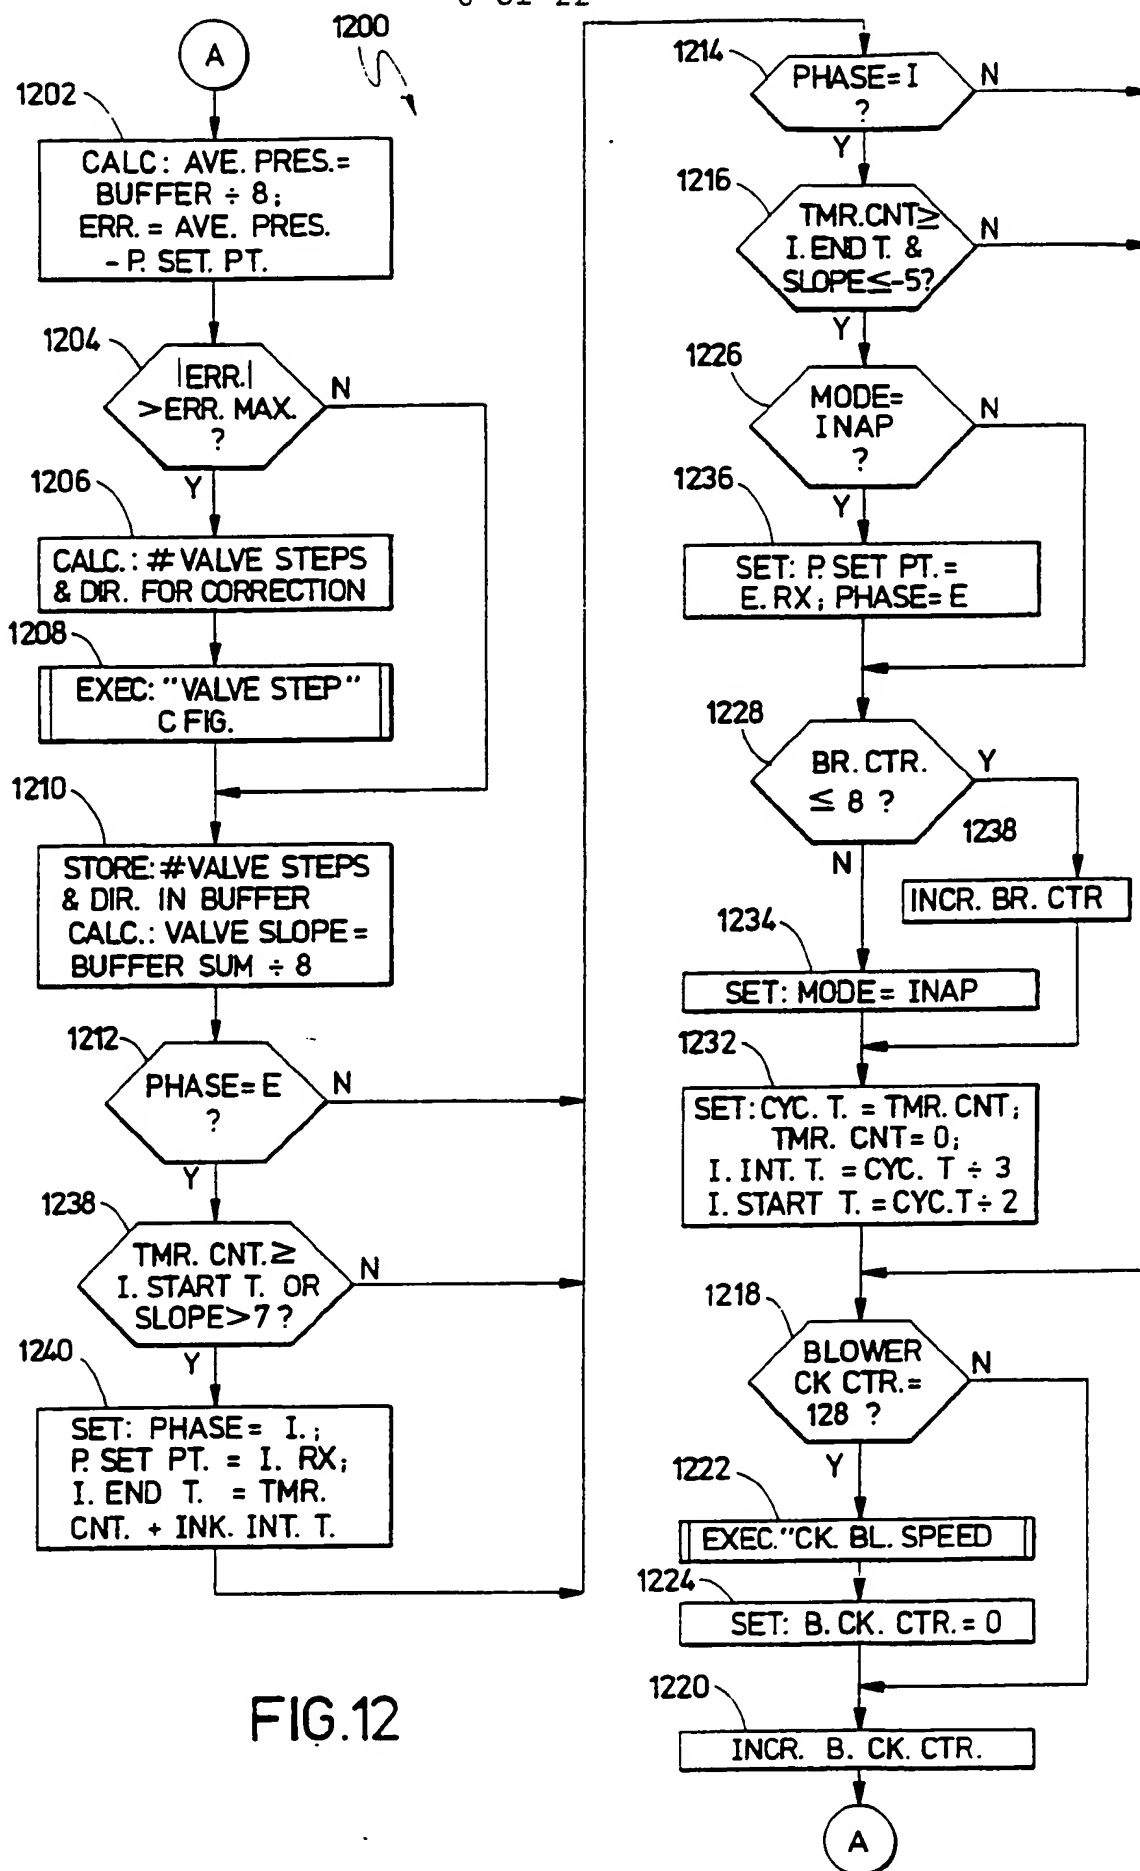 A
1200
1202
CALC: AVE. PRES.=
BUFFER ÷ 8;
ERR. = AVE. PRES.
- P. SET. PT.
1204
|ERR.|
>ERR. MAX.
?
N
Y
1206
CALC.: # VALVE STEPS
& DIR. FOR CORRECTION
1208
EXEC: "VALVE STEP"
C FIG.
1210
STORE: #VALVE STEPS
& DIR. IN BUFFER
CALC.: VALVE SLOPE=
BUFFER SUM ÷ 8
1212
PHASE= E
?
N
Y
1238
TMR. CNT.≥
I. START T. OR
SLOPE>7 ?
N
Y
1240
SET: PHASE= I.;
P. SET PT. = I. RX;
I. END T. = TMR.
CNT. + INK. INT. T.
FIG.12
1214
PHASE= I
?
N
Y
1216
TMR.CNT≥
I. END T. &
SLOPE≤-5?
N
Y
1226
MODE=
INAP
?
N
Y
1236
SET: P. SET PT.=
E. RX; PHASE= E
1228
BR. CTR.
≤ 8 ?
Y
N
1238
INCR. BR. CTR
1234
SET: MODE= INAP
1232
SET: CYC. T. = TMR. CNT;
TMR. CNT=0;
I. INT. T. = CYC. T ÷ 3
I. START T. = CYC.T÷ 2
1218
BLOWER
CK CTR.=
128 ?
N
Y
1222
EXEC."CK. BL. SPEED
1224
SET: B. CK. CTR.= 0
1220
INCR. B. CK. CTR.
A